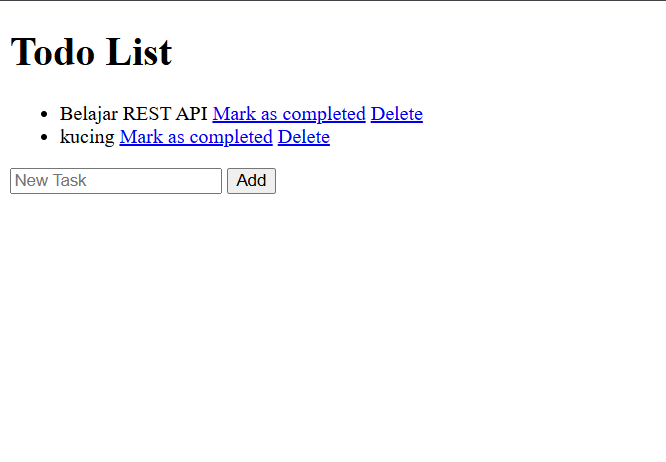 Todo List
Belajar REST API Mark as completed Delete
kucing Mark as completed Delete
New Task Add